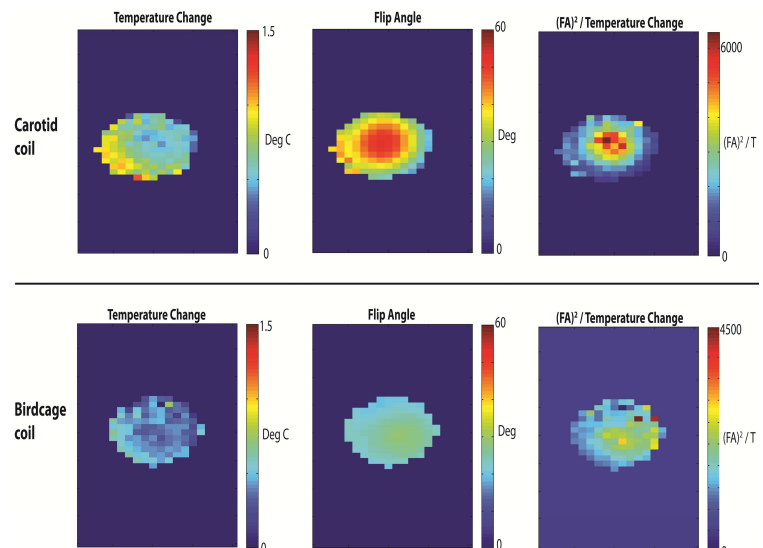 Temperature Change
Flip Angle
(FA)² / Temperature Change
1.5
60
6000
Carotid
coil
Deg C
Deg
(FA)² / T
0
0
0
Temperature Change
Flip Angle
(FA)² / Temperature Change
1.5
60
4500
Birdcage
coil
Deg C
Deg
(FA)² / T
0
0
0